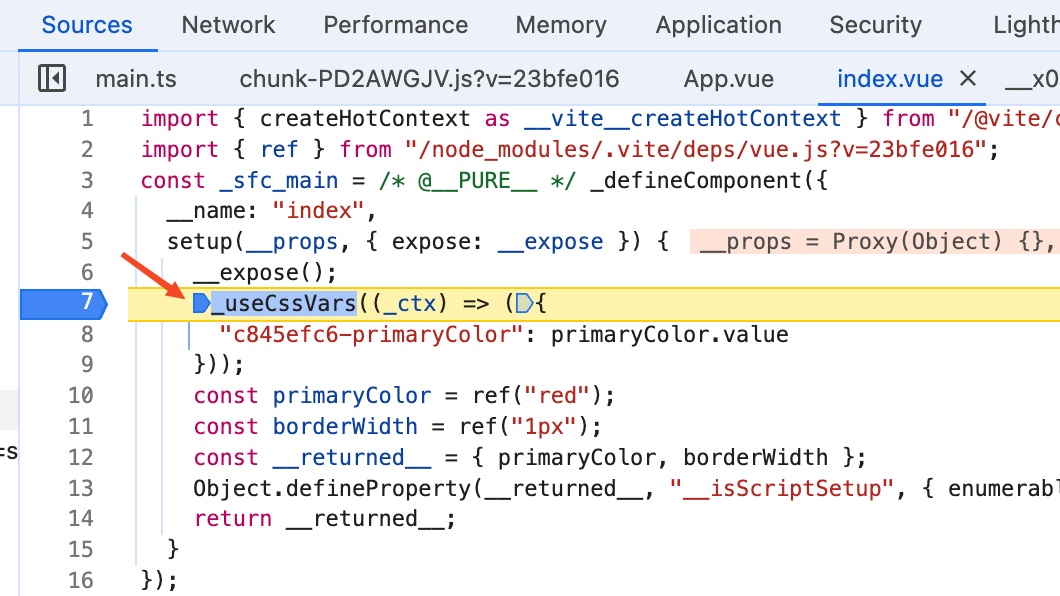 Sources Network Performance Memory Application Security Lighth
main.ts chunk-PD2AWGJV.js?v=23bfe016 App.vue index.vue × __x0
1 import { createHotContext as __vite__createHotContext } from "/@vite/c
2 import { ref } from "/node_modules/.vite/deps/vue.js?v=23bfe016";
3 const _sfc_main = /* @__PURE__ */ _defineComponent({
4 __name: "index",
5 setup(__props, { expose: __expose }) { __props = Proxy(Object) {},
6 __expose();
7 _useCssVars((_ctx) => ({
8 "c845efc6-primaryColor": primaryColor.value
9 }));
10 const primaryColor = ref("red");
11 const borderWidth = ref("1px");
=s
12 const __returned__ = { primaryColor, borderWidth };
13 Object.defineProperty(__returned__, "__isScriptSetup", { enumerabl
14 return __returned__;
15 }
16 });